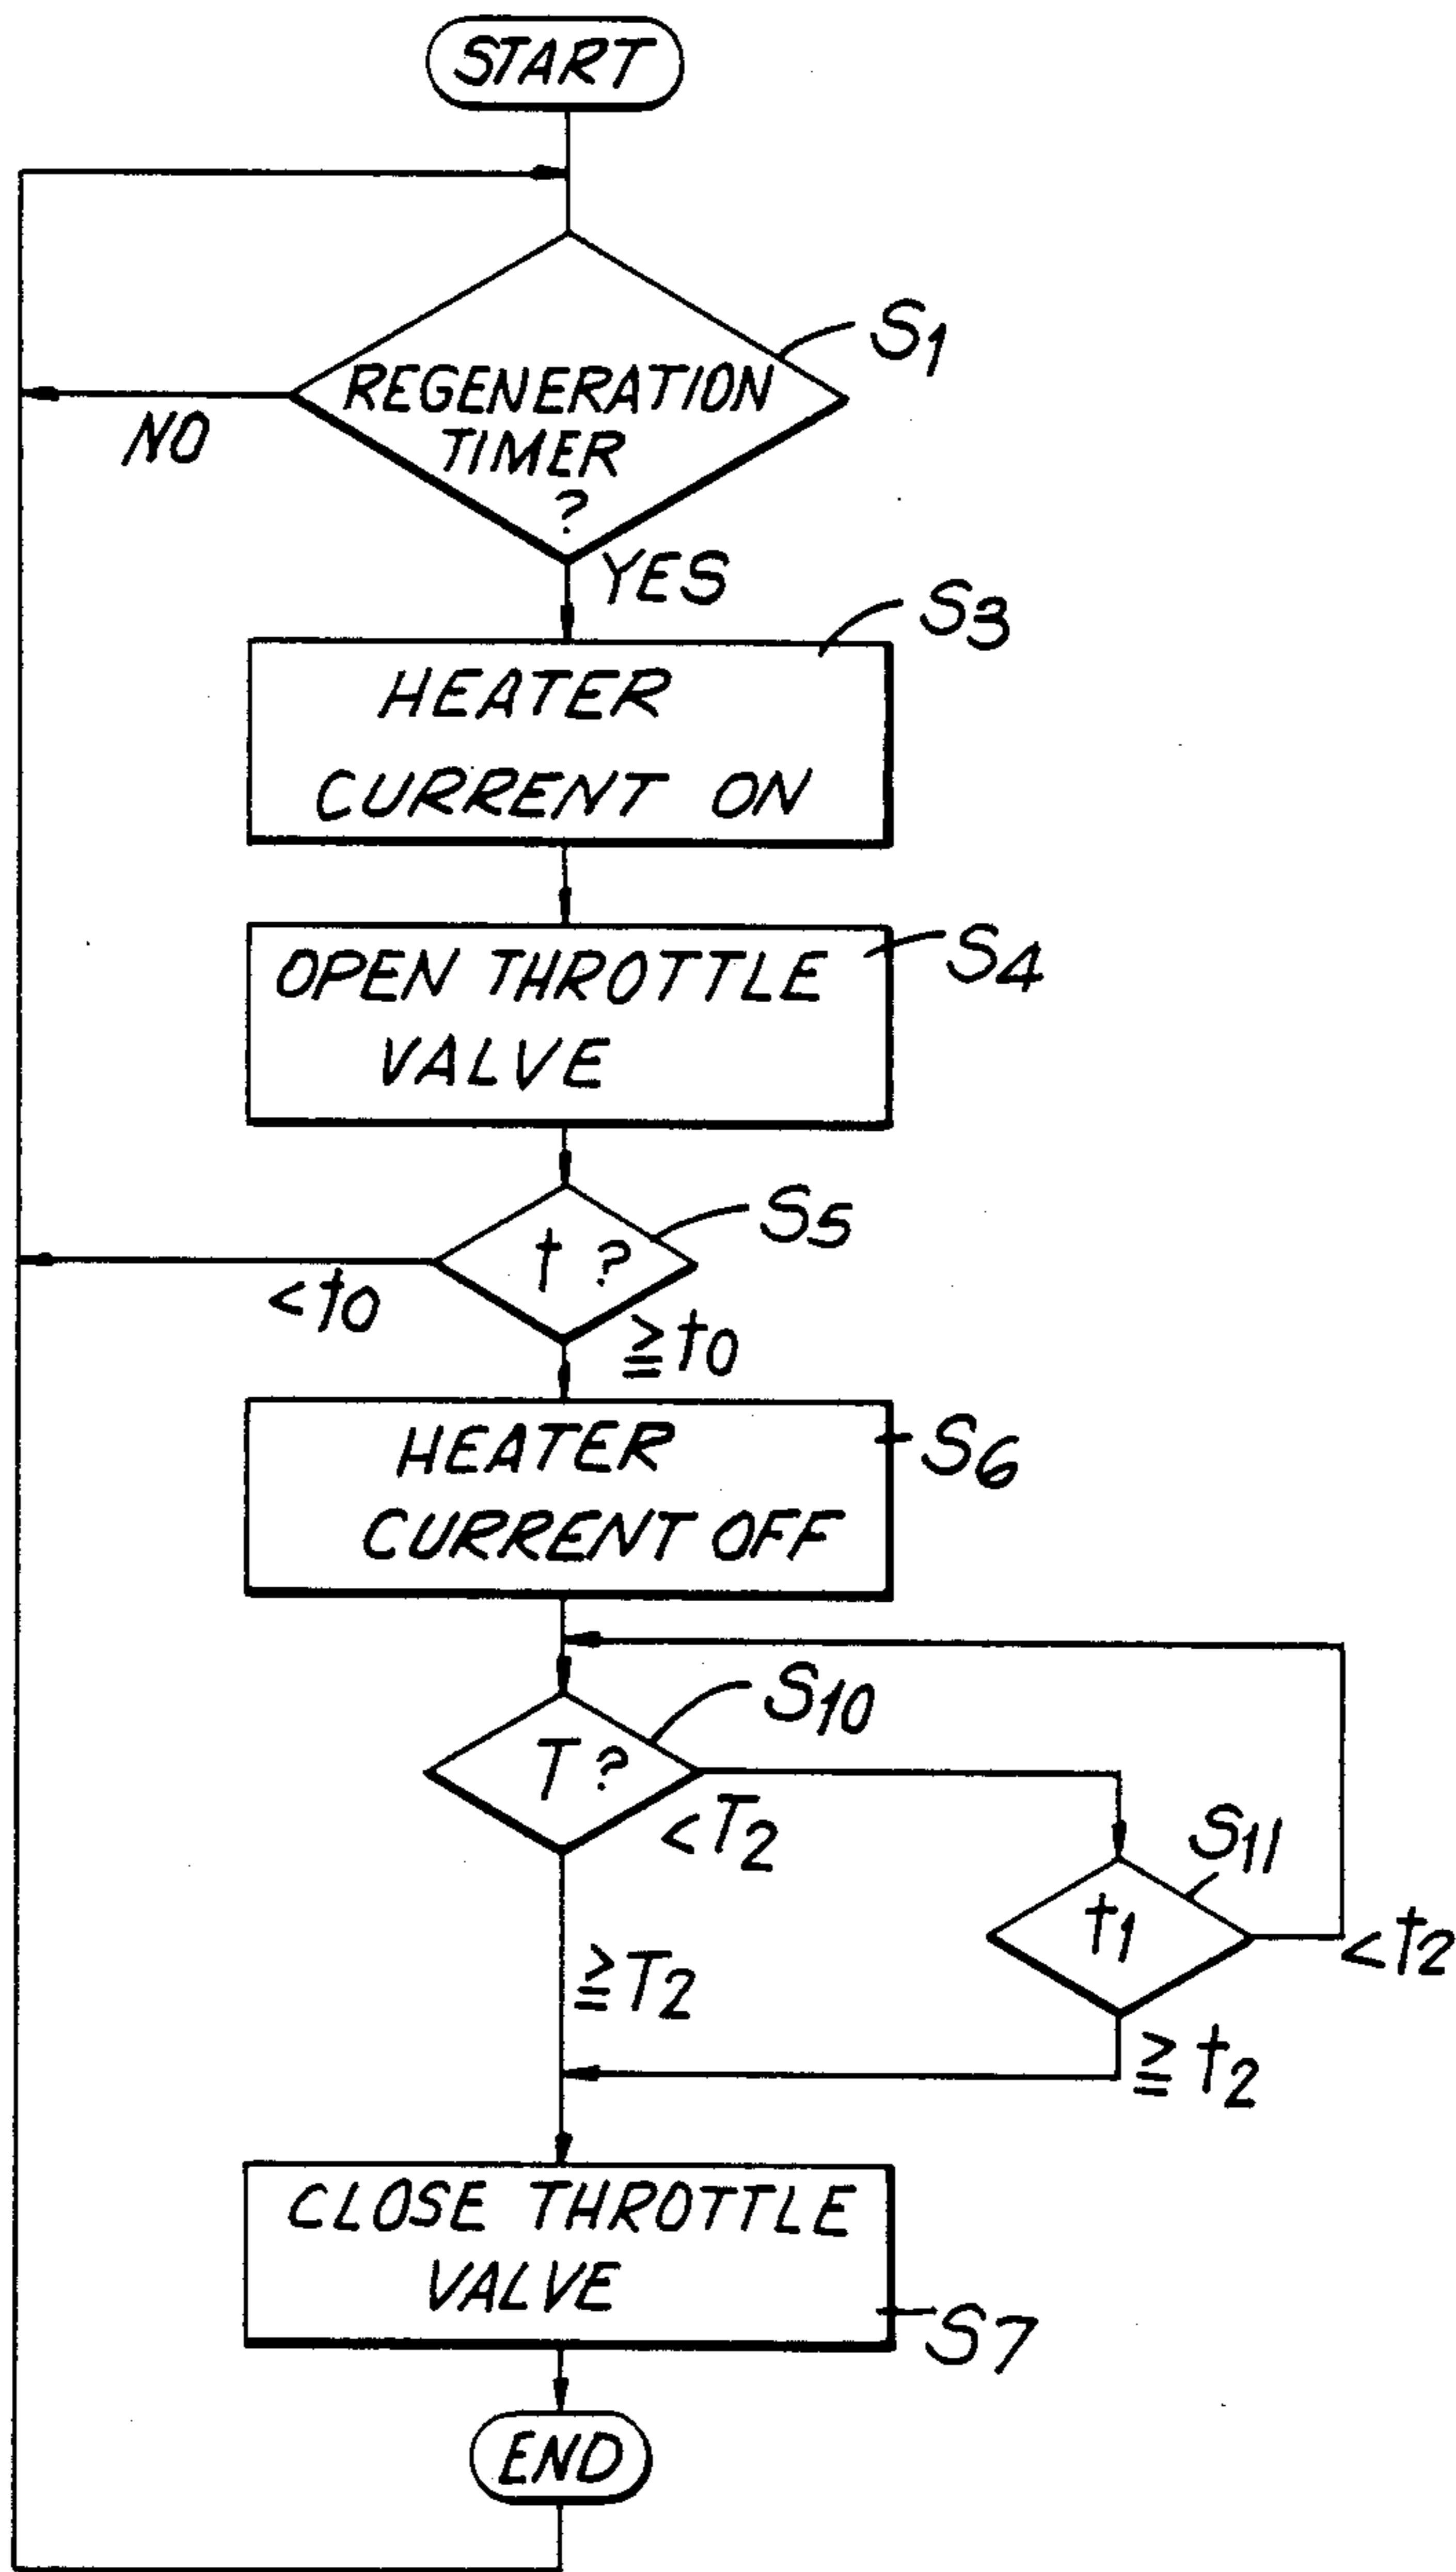 START
S1
REGENERATION
TIMER
?
NO
YES
S3
HEATER
CURRENT ON
S4
OPEN THROTTLE
VALVE
S5
t ?
<t0
≧t0
S6
HEATER
CURRENT OFF
S10
T ?
<T2
S11
t1
<t2
≧T2
≧t2
CLOSE THROTTLE
VALVE
S7
END